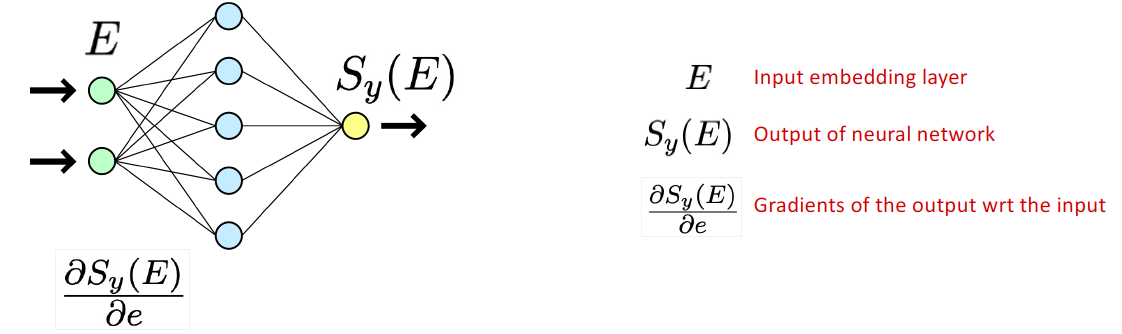 E
S_y(E)
∂S_y(E)
∂e
E Input embedding layer
S_y(E) Output of neural network
∂S_y(E)
∂e
Gradients of the output wrt the input